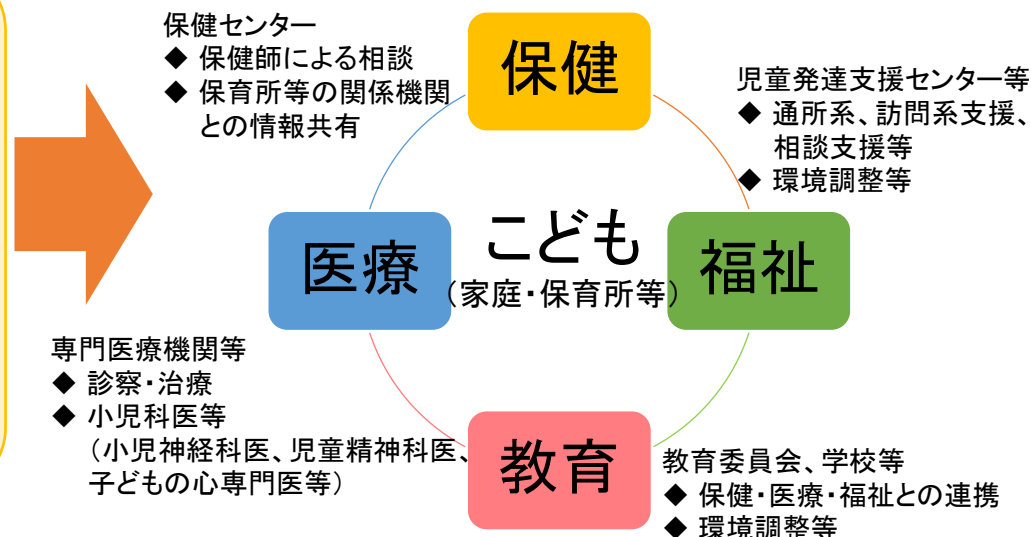 保健センター
◆ 保健師による相談
◆ 保育所等の関係機関
との情報共有
保健
児童発達支援センター等
◆ 通所系、訪問系支援、
相談支援等
◆ 環境調整等
医療
こども
（家庭・保育所等）
福祉
専門医療機関等
◆ 診察・治療
◆ 小児科医等
（小児神経科医、児童精神科医、
子どもの心専門医等）
教育
教育委員会、学校等
◆ 保健・医療・福祉との連携
◆ 環境調整等